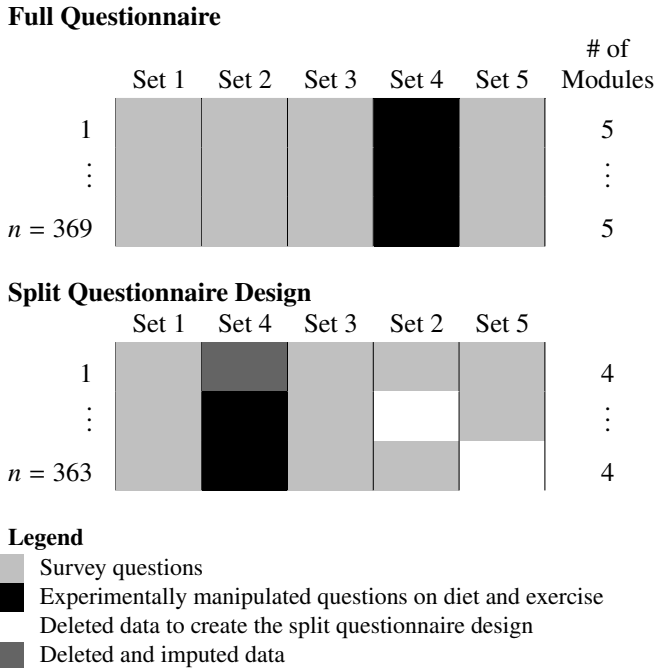 Full Questionnaire
# of
Set 1 Set 2 Set 3 Set 4 Set 5 Modules
1 5
⋮ ⋮
n = 369 5
Split Questionnaire Design
Set 1 Set 4 Set 3 Set 2 Set 5
1 4
⋮ ⋮
n = 363 4
Legend
Survey questions
Experimentally manipulated questions on diet and exercise
Deleted data to create the split questionnaire design
Deleted and imputed data